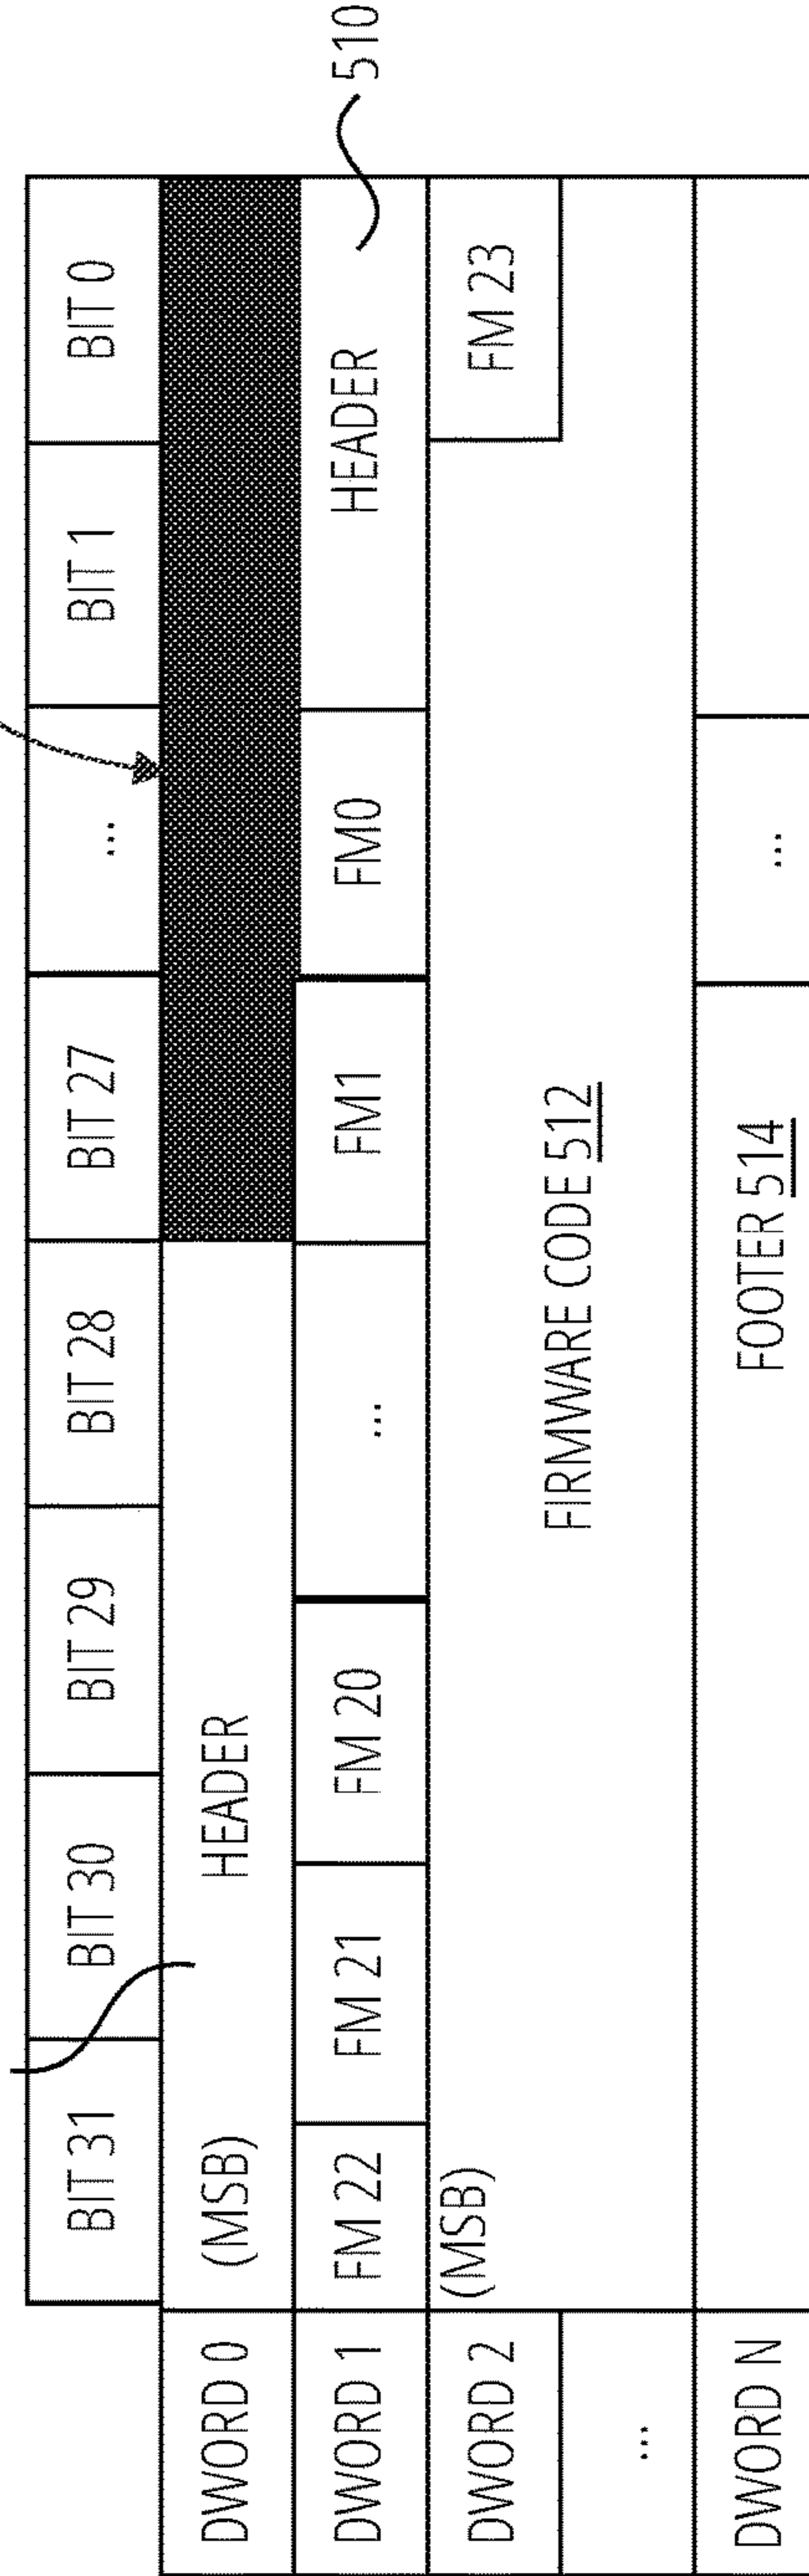 BIT 31 BIT 30 BIT 29 BIT 28 BIT 27 ... BIT 1 BIT 0
DWORD 0 (MSB) HEADER
DWORD 1 FM 22 FM 21 FM 20 ... FM1 FM0 HEADER 510
DWORD 2 (MSB) FM 23
FIRMWARE CODE 512
...
DWORD N FOOTER 514 ...